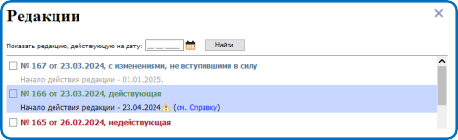 Редакции
Показать редакцию, действующую на дату: __.__.____ Найти
№ 167 от 23.03.2024, с изменениями, не вступившими в силу
Начало действия редакции - 01.01.2025.
№ 166 от 23.03.2024, действующая
Начало действия редакции - 23.04.2024 (см. Справку)
№ 165 от 26.02.2024, недействующая